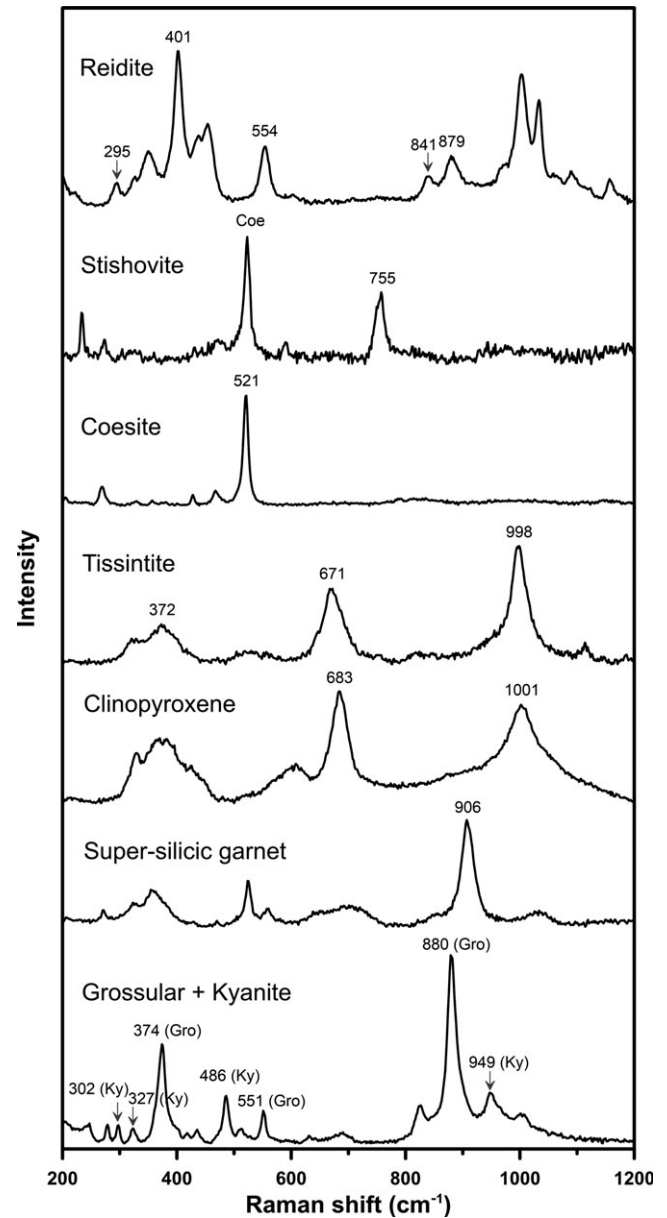 Reidite
401
295
554
841
879
Stishovite
Coe
755
Coesite
521
Tissintite
372
671
998
Clinopyroxene
683
1001
Super-silicic garnet
906
Grossular + Kyanite
880 (Gro)
374 (Gro)
302 (Ky)
327 (Ky)
486 (Ky)
551 (Gro)
949 (Ky)
Intensity
200 400 600 800 1000 1200
Raman shift (cm⁻¹)